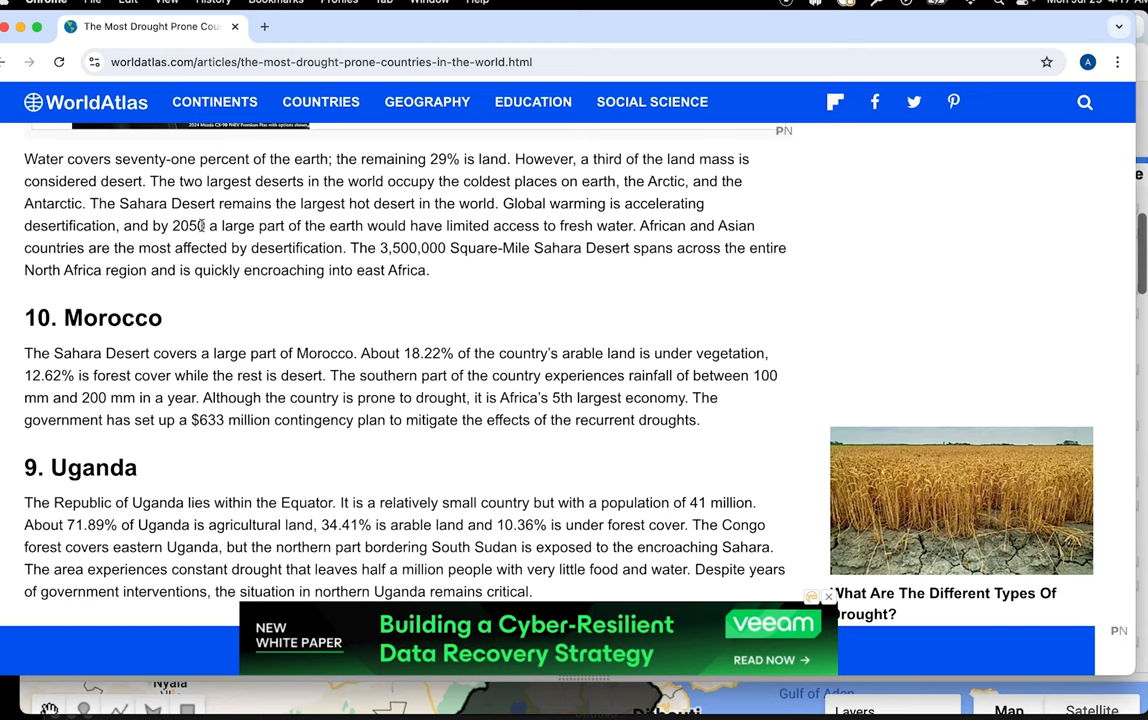 Chrome File Edit View History Bookmarks Profiles Tab Window Help
The Most Drought Prone Cou
worldatlas.com/articles/the-most-drought-prone-countries-in-the-world.html
A
WorldAtlas CONTINENTS COUNTRIES GEOGRAPHY EDUCATION SOCIAL SCIENCE
PN
Water covers seventy-one percent of the earth; the remaining 29% is land. However, a third of the land mass is
considered desert. The two largest deserts in the world occupy the coldest places on earth, the Arctic, and the
Antarctic. The Sahara Desert remains the largest hot desert in the world. Global warming is accelerating
desertification, and by 2050 a large part of the earth would have limited access to fresh water. African and Asian
countries are the most affected by desertification. The 3,500,000 Square-Mile Sahara Desert spans across the entire
North Africa region and is quickly encroaching into east Africa.
10. Morocco
The Sahara Desert covers a large part of Morocco. About 18.22% of the country's arable land is under vegetation,
12.62% is forest cover while the rest is desert. The southern part of the country experiences rainfall of between 100
mm and 200 mm in a year. Although the country is prone to drought, it is Africa's 5th largest economy. The
government has set up a $633 million contingency plan to mitigate the effects of the recurrent droughts.
9. Uganda
The Republic of Uganda lies within the Equator. It is a relatively small country but with a population of 41 million.
About 71.89% of Uganda is agricultural land, 34.41% is arable land and 10.36% is under forest cover. The Congo
forest covers eastern Uganda, but the northern part bordering South Sudan is exposed to the encroaching Sahara.
The area experiences constant drought that leaves half a million people with very little food and water. Despite years
of government interventions, the situation in northern Uganda remains critical.
What Are The Different Types Of
Drought?
PN
NEW
WHITE PAPER
Building a Cyber-Resilient
Data Recovery Strategy
veeam
READ NOW →
Nyala
Gulf of Aden
Djibouti
Layers
Map Satellite